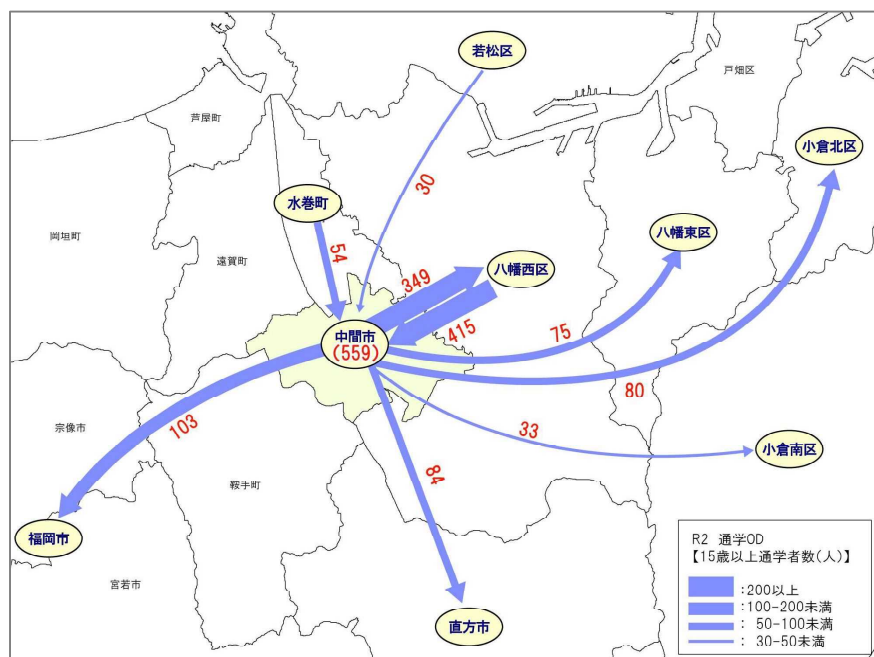 若松区
戸畑区
芦屋町
小倉北区
水巻町
30
岡垣町
八幡東区
遠賀町
54
八幡西区
349
中間市
(559)
415
75
80
宗像市
103
33
小倉南区
84
鞍手町
福岡市
宮若市
直方市
R2 通学OD
【15歳以上通学者数(人)】
:200以上
:100-200未満
: 50-100未満
: 30-50未満